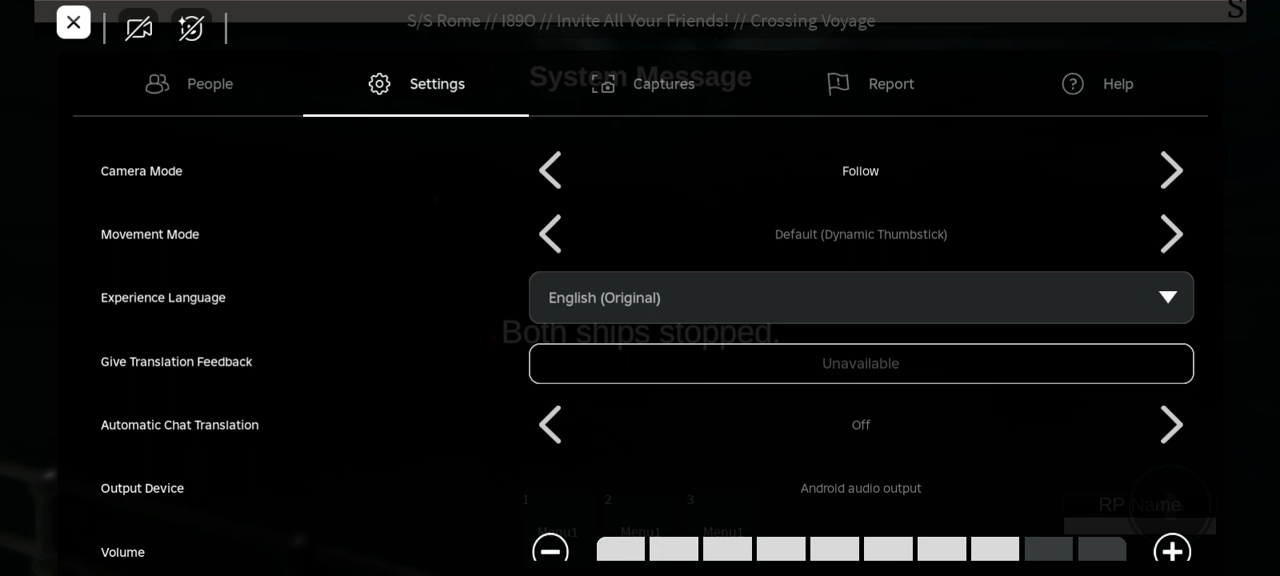 S/S Rome // I89O // Invite All Your Friends! // Crossing Voyage
S
System Message
People
Settings
Captures
Report
Help
Camera Mode
Follow
Movement Mode
Default (Dynamic Thumbstick)
Experience Language
English (Original)
Both ships stopped.
Give Translation Feedback
Unavailable
Automatic Chat Translation
Off
Output Device
Android audio output
1 2 3
RP Name
Menu1 Menu1 Menu1
Volume